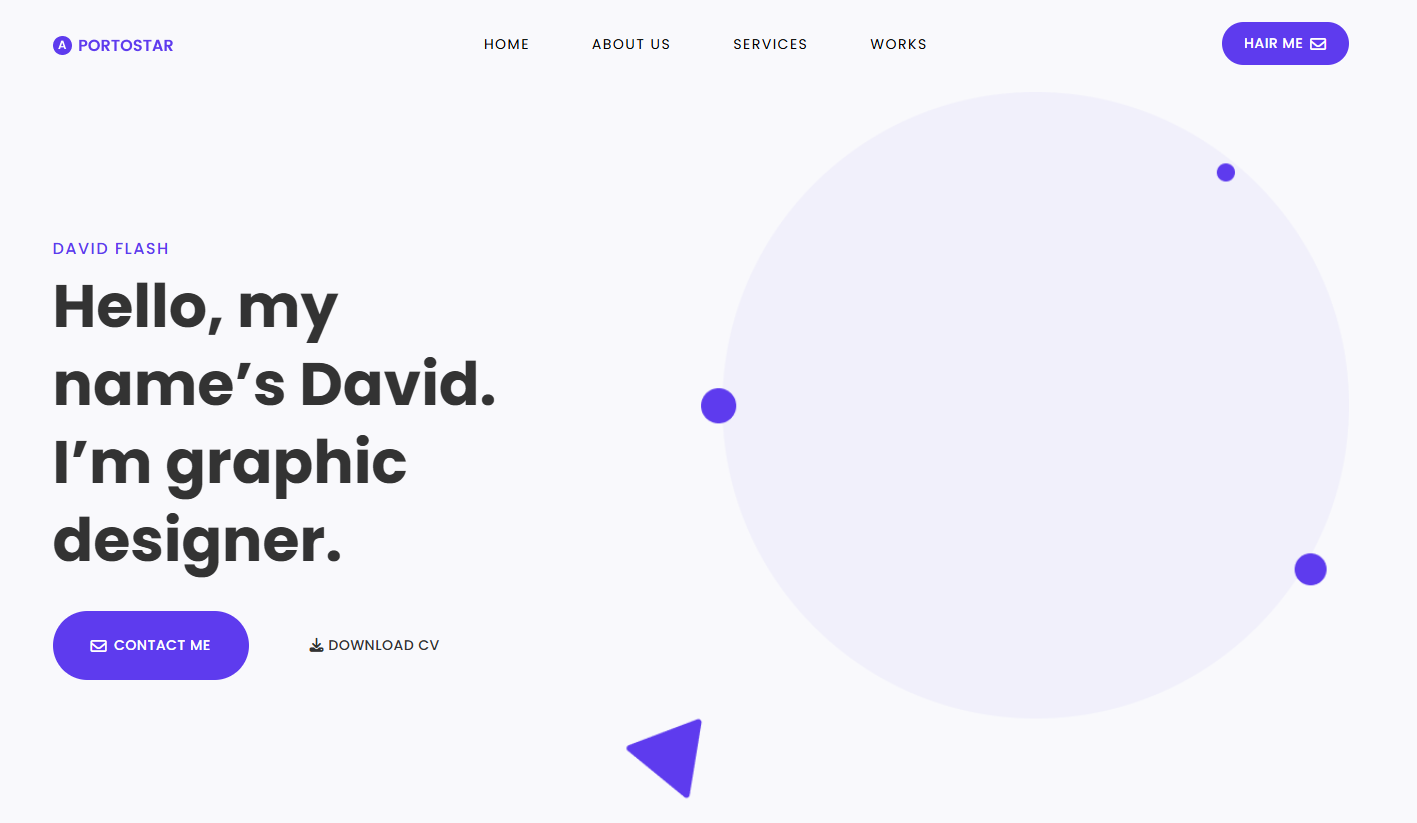 A PORTOSTAR
HOME ABOUT US SERVICES WORKS
HAIR ME
DAVID FLASH
Hello, my
name’s David.
I’m graphic
designer.
CONTACT ME
DOWNLOAD CV